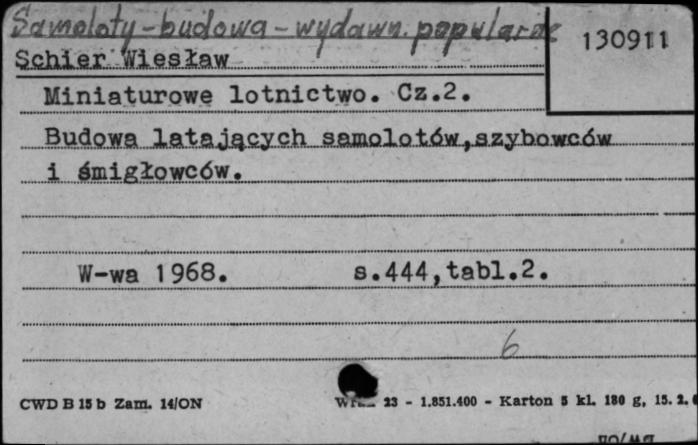 Samoloty - budowa - wydawn. popularne
130911
Schier Wiesław
Miniaturowe lotnictwo. Cz.2.
Budowa latających samolotów,szybowców
i śmigłowców.
W-wa 1968. s.444,tabl.2.
6
CWD B 15 b Zam. 14/ON 23 - 1.851.400 - Karton 5 kl. 180 g, 15. 2.